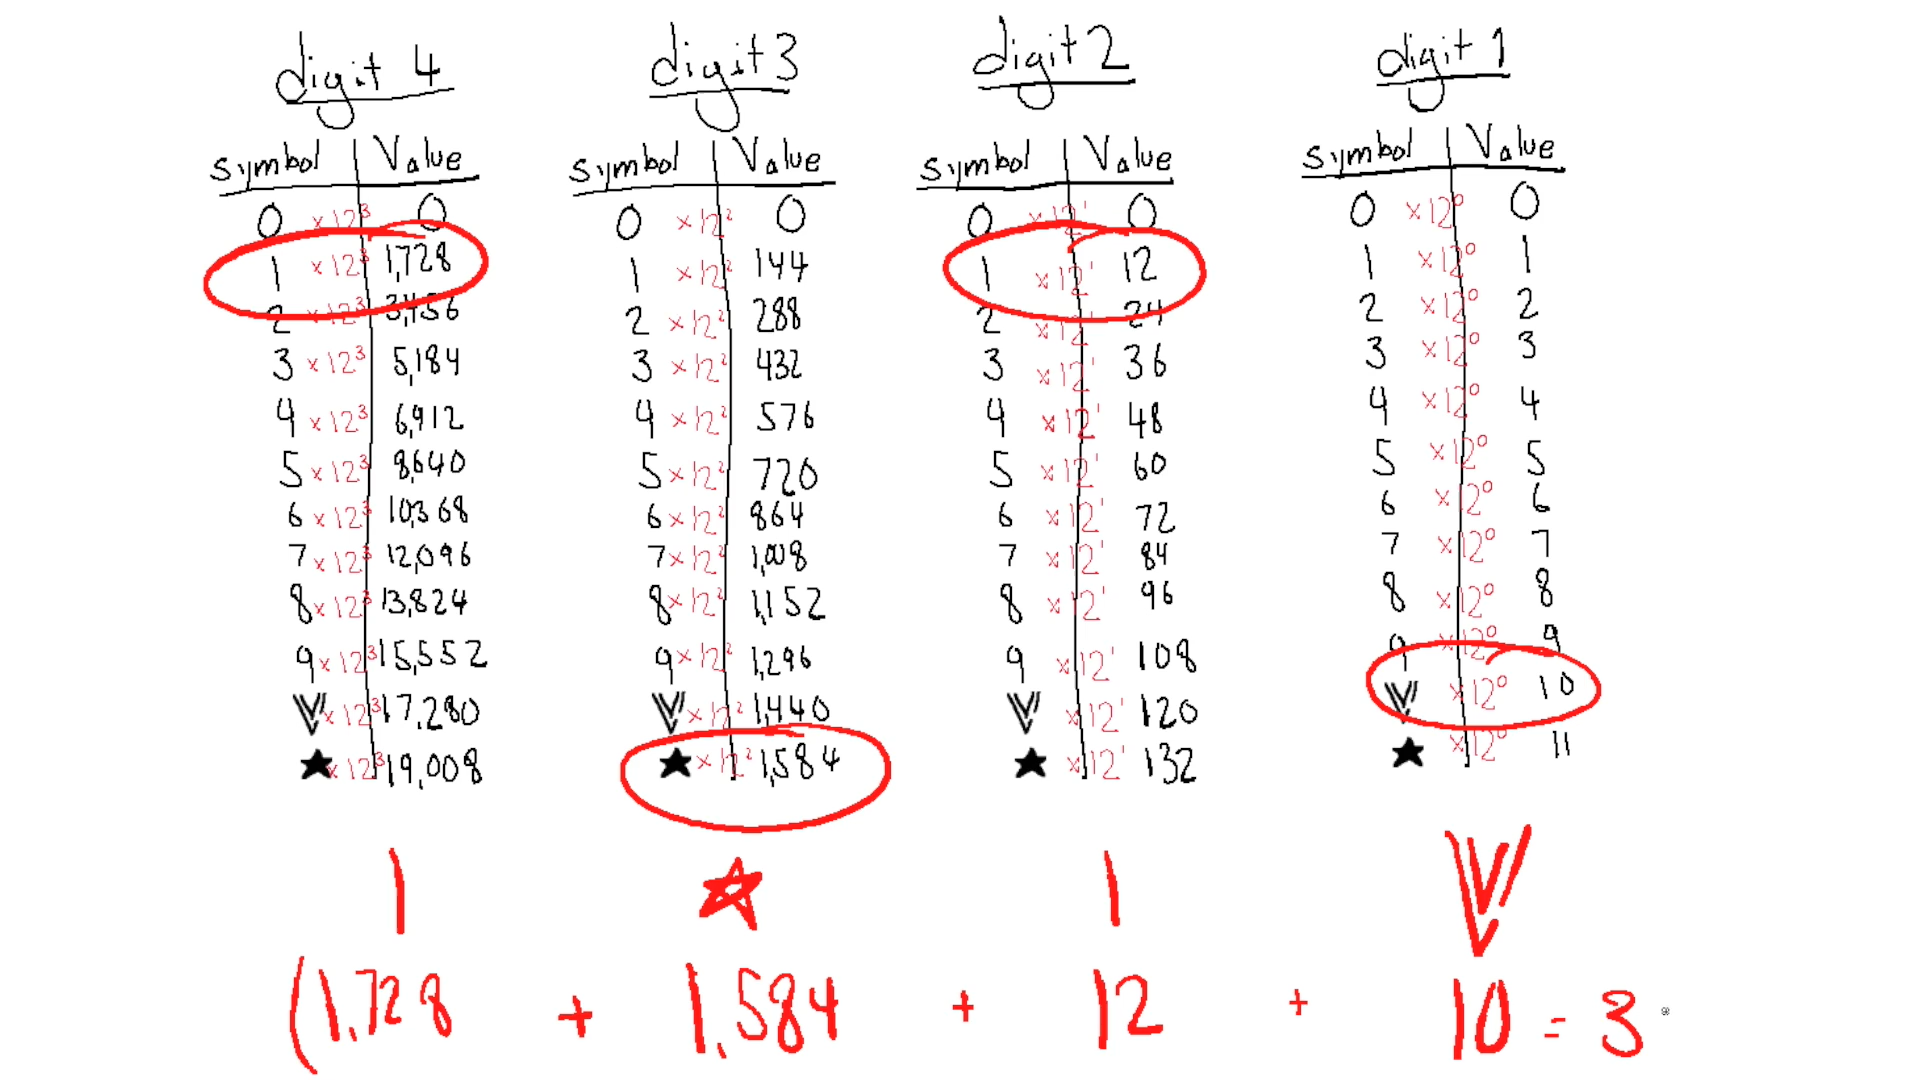 digit 4 digit 3 digit 2 digit 1
symbol Value symbol Value symbol Value symbol Value
0 ×12³ 0 0 ×12² 0 0 ×12¹ 0 0 ×12⁰ 0
1 ×12³ 1,728 1 ×12² 144 1 ×12¹ 12 1 ×12⁰ 1
2 ×12³ 3,456 2 ×12² 288 2 ×12¹ 24 2 ×12⁰ 2
3 ×12³ 5,184 3 ×12² 432 3 ×12¹ 36 3 ×12⁰ 3
4 ×12³ 6,912 4 ×12² 576 4 ×12¹ 48 4 ×12⁰ 4
5 ×12³ 8,640 5 ×12² 720 5 ×12¹ 60 5 ×12⁰ 5
6 ×12³ 10,368 6 ×12² 864 6 ×12¹ 72 6 ×12⁰ 6
7 ×12³ 12,096 7 ×12² 1,008 7 ×12¹ 84 7 ×12⁰ 7
8 ×12³ 13,824 8 ×12² 1,152 8 ×12¹ 96 8 ×12⁰ 8
9 ×12³ 15,552 9 ×12² 1,296 9 ×12¹ 108 9 ×12⁰ 9
×12³ 17,280 ×12² 1,440 ×12¹ 120 ×12⁰ 10
★ ×12³ 19,008 ★ ×12² 1,584 ★ ×12¹ 132 ★ ×12⁰ 11
1 ☆ 1
(1,728 + 1,584 + 12 + 10 = 3